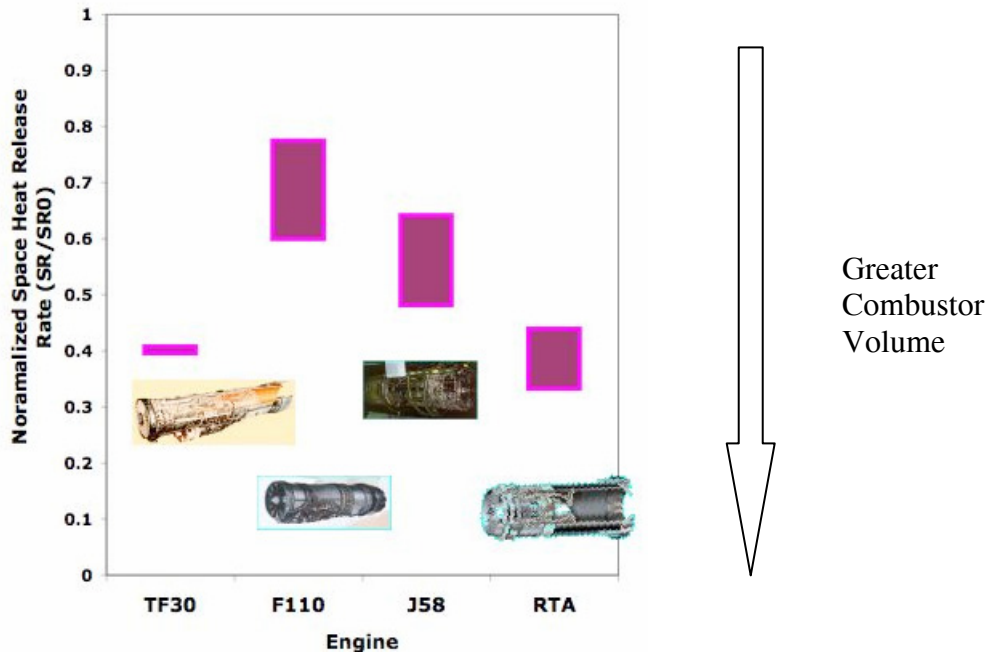 Noramalized Space Heat Release
Rate (SR/SR0)
1
0.9
0.8
0.7
0.6
0.5
0.4
0.3
0.2
0.1
0
TF30
F110
J58
RTA
Engine
Greater
Combustor
Volume